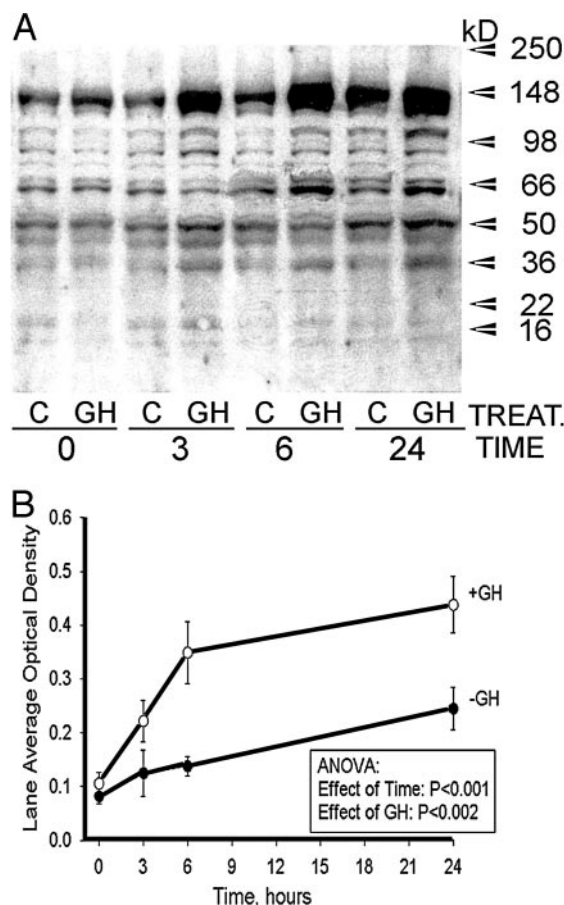 A
kD
250
148
98
66
50
36
22
16
C GH C GH C GH C GH TREAT.
0 3 6 24 TIME
B
Lane Average Optical Density
0.6
0.5
0.4
0.3
0.2
0.1
0.0
+GH
-GH
ANOVA:
Effect of Time: P<0.001
Effect of GH: P<0.002
0 3 6 9 12 15 18 21 24
Time, hours